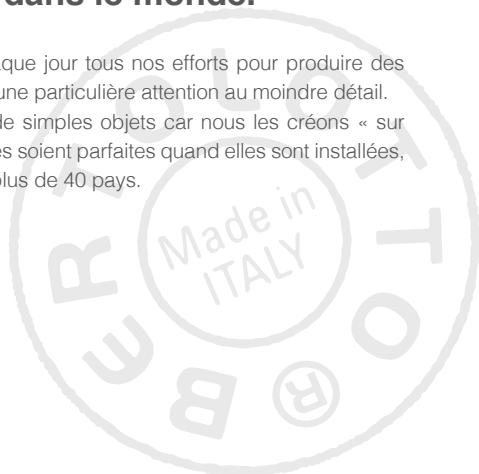 dans le monde.
aque jour tous nos efforts pour produire des
une particulière attention au moindre détail.
de simples objets car nous les créons « sur
es soient parfaites quand elles sont installées,
plus de 40 pays.
BERTOLOTTO®
Made in
ITALY